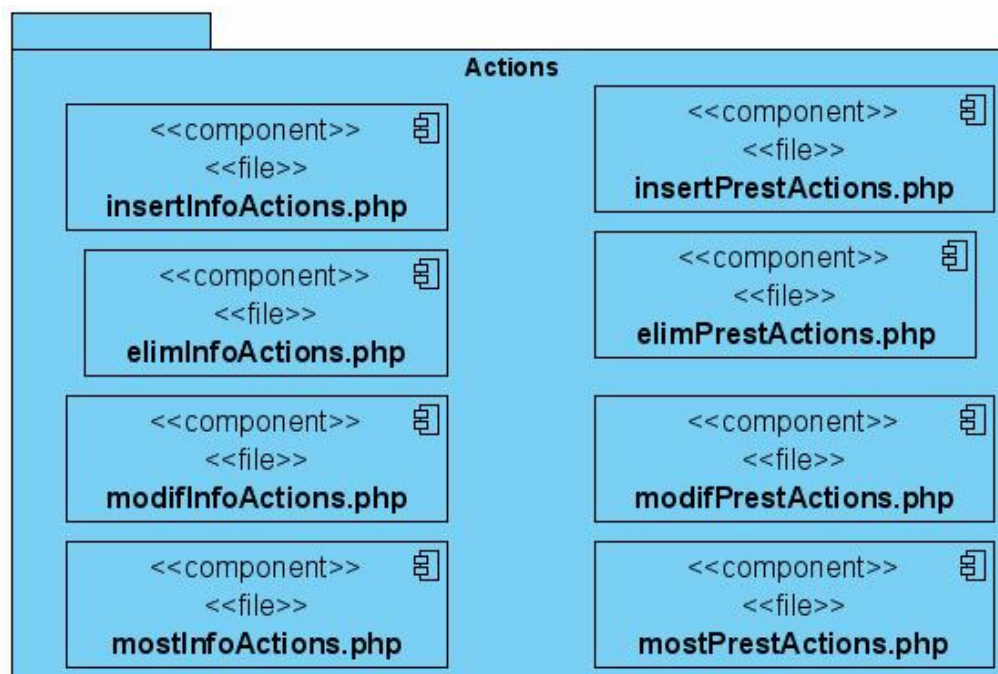 Actions
<<component>>
<<file>>
insertInfoActions.php
<<component>>
<<file>>
insertPrestActions.php
<<component>>
<<file>>
elimInfoActions.php
<<component>>
<<file>>
elimPrestActions.php
<<component>>
<<file>>
modifInfoActions.php
<<component>>
<<file>>
modifPrestActions.php
<<component>>
<<file>>
mostInfoActions.php
<<component>>
<<file>>
mostPrestActions.php